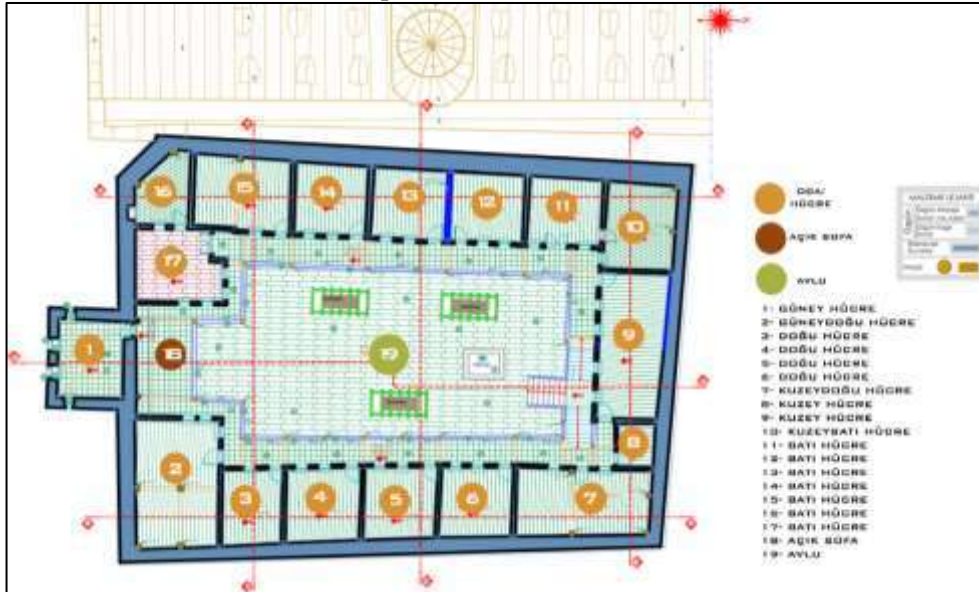 16
15
14
13
12
11
10
17
1
18
19
9
8
2
3
4
5
6
7
ODA/
HÜCRE
AÇIK SOFA
AVLU
1- GÜNEY HÜCRE
2- GÜNEYDOĞU HÜCRE
3- DOĞU HÜCRE
4- DOĞU HÜCRE
5- DOĞU HÜCRE
6- DOĞU HÜCRE
7- KUZEYDOĞU HÜCRE
8- KUZEY HÜCRE
9- KUZEY HÜCRE
10- KUZEYBATI HÜCRE
11- BATI HÜCRE
12- BATI HÜCRE
13- BATI HÜCRE
14- BATI HÜCRE
15- BATI HÜCRE
16- BATI HÜCRE
17- BATI HÜCRE
18- AÇIK SOFA
19- AVLU